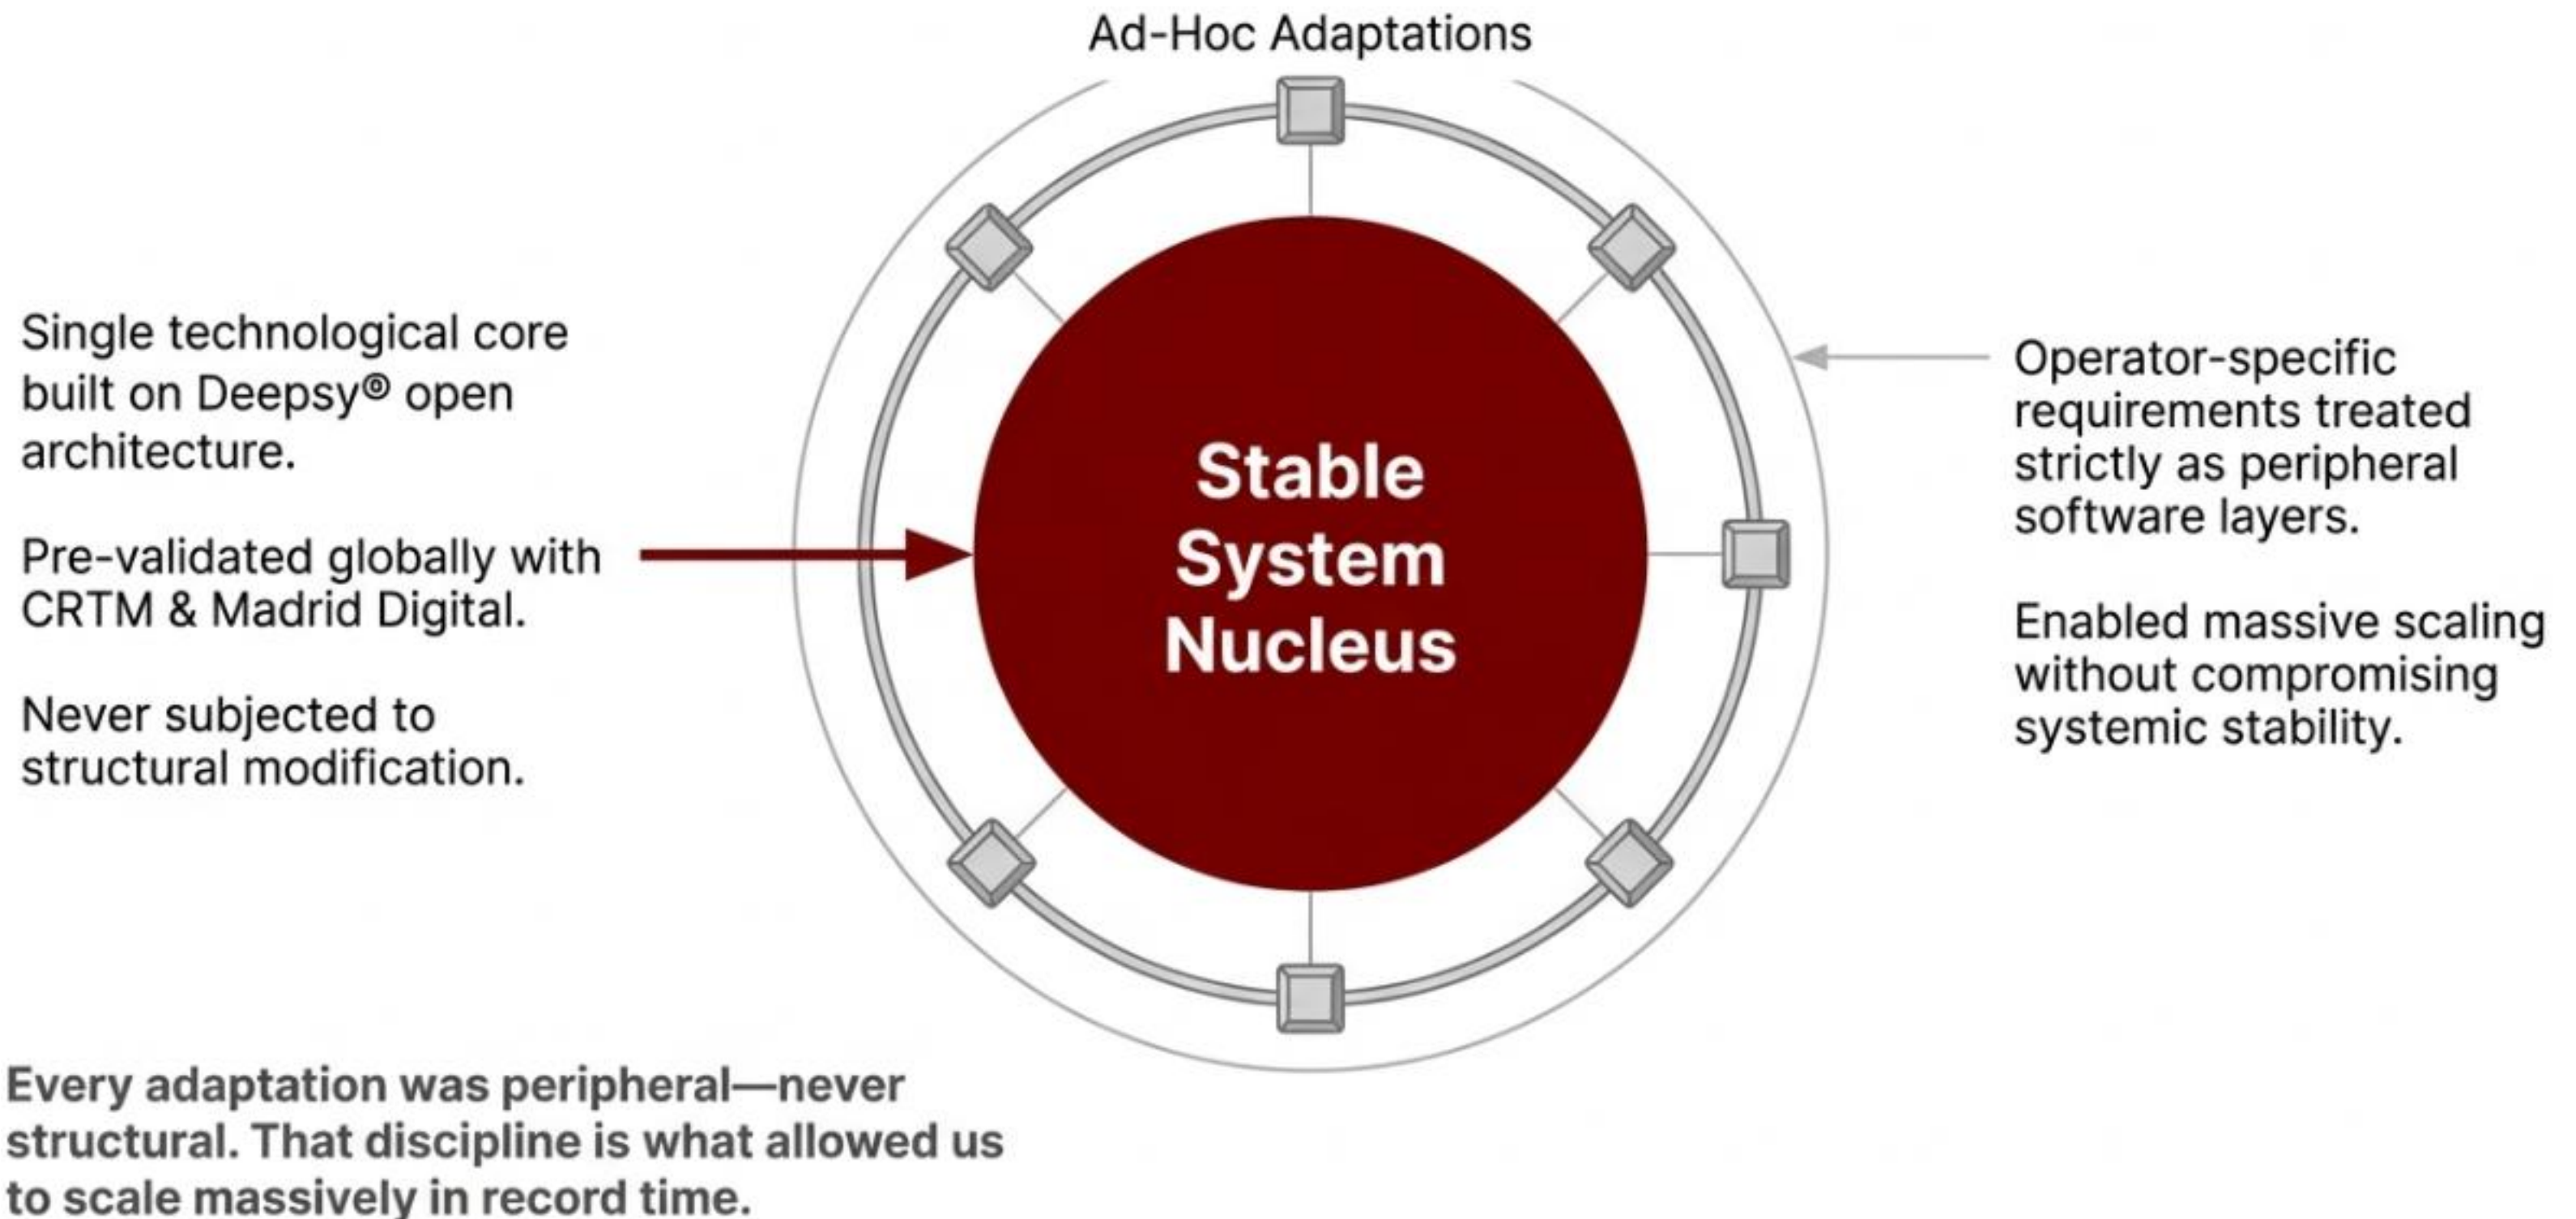 Ad-Hoc Adaptations
Single technological core
built on Deepsy® open
architecture.
Pre-validated globally with
CRTM & Madrid Digital.
Never subjected to
structural modification.
Stable
System
Nucleus
Operator-specific
requirements treated
strictly as peripheral
software layers.
Enabled massive scaling
without compromising
systemic stability.
Every adaptation was peripheral—never
structural. That discipline is what allowed us
to scale massively in record time.